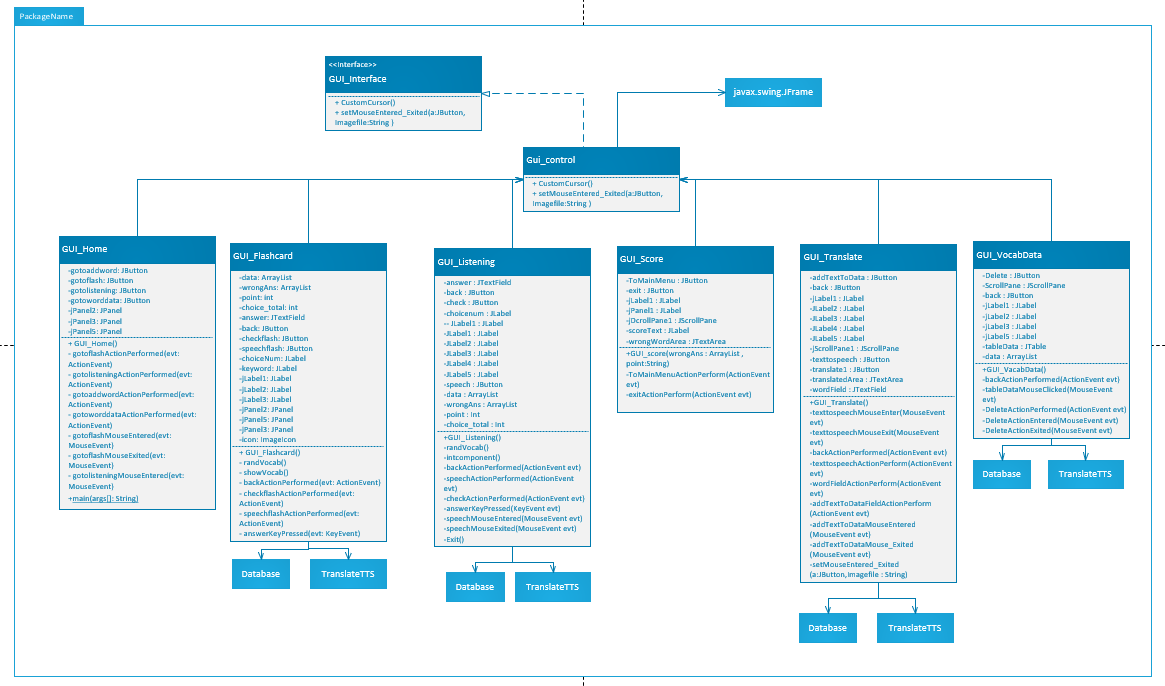 PackageName
<<Interface>>
GUI_Interface
+ CustomCursor()
+ setMouseEntered_Exited(a:JButton,
Imagefile:String )
javax.swing.JFrame
Gui_control
+ CustomCursor()
+ setMouseEntered_Exited(a:JButton,
Imagefile:String )
GUI_Home
-gotoaddword: JButton
-gotoflash: JButton
-gotolistening: JButton
-gotoworddata: JButton
-jPanel2: JPanel
-jPanel3: JPanel
-jPanel5: JPanel
+ GUI_Home()
- gotoflashActionPerformed(evt:
ActionEvent)
- gotolisteningActionPerformed(evt:
ActionEvent)
- gotoaddwordActionPerformed(evt:
ActionEvent)
- gotoworddataActionPerformed(evt:
ActionEvent)
- gotoflashMouseEntered(evt:
MouseEvent)
- gotoflashMouseExited(evt:
MouseEvent)
- gotolisteningMouseEntered(evt:
MouseEvent)
+main(args[]: String)
GUI_Flashcard
-data: ArrayList
-wrongAns: ArrayList
-point: int
-choice_total: int
-answer: JTextField
-back: JButton
-checkflash: JButton
-speechflash: JButton
-choiceNum: JLabel
-keyword: JLabel
-jLabel1: JLabel
-jLabel2: JLabel
-jLabel3: JLabel
-jPanel2: JPanel
-jPanel5: JPanel
-jPanel3: JPanel
-icon: ImageIcon
+ GUI_Flashcard()
- randVocab()
- showVocab()
- backActionPerformed(evt: ActionEvent)
- checkflashActionPerformed(evt:
ActionEvent)
- speechflashActionPerformed(evt:
ActionEvent)
- answerKeyPressed(evt: KeyEvent)
Database
TranslateTTS
GUI_Listening
-answer : JTextField
-back : JButton
-check : JButton
-choicenum : JLabel
-- JLabel1 : JLabel
-JLabel1 : JLabel
-JLabel2 : JLabel
-JLabel3 : JLabel
-JLabel4 : JLabel
-JLabel5 : JLabel
-speech : JButton
-data : ArrayList
-wrongAns : ArrayList
-point : Int
-choice_total : Int
+GUI_Listening()
-randVocab()
-intcomponent()
-backActionPerformed(ActionEvent evt)
-speechActionPerformed(ActionEvent
evt)
-checkActionPerformed(ActionEvent evt)
-answerKeyPressed(KeyEvent evt)
-speechMouseEntered(MouseEvent evt)
-speechMouseExited(MouseEvent evt)
-Exit()
Database
TranslateTTS
GUI_Score
-ToMainMenu : JButton
-exit : JButton
-jLabel1 : JLabel
-jPanel1 : JLabel
-jDcrollPane1 : JScrollPane
-scoreText : JLabel
-wrongWordArea : JTextArea
+GUI_score(wrongAns : ArrayList ,
point:String)
-ToMainMenuActionPerform(ActionEvent
evt)
-exitActionPerform(ActionEvent evt)
GUI_Translate
-addTextToData : JButton
-back : JButton
-jLabel1 : JLabel
-JLabel2 : JLabel
-JLabel3 : JLabel
-JLabel4 : JLabel
-JLabel5 : JLabel
-jScrollPane1 : JScrollPane
-texttospeech : JButton
-translate1 : JButton
-translatedArea : JTextArea
-wordField : JTextField
+GUI_Translate()
-texttospeechMouseEnter(MouseEvent
evt)
-texttospeechMouseExit(MouseEvent
evt)
-backActionPerformed(ActionEvent evt)
-texttospeechActionPerform(ActionEvent
evt)
-wordFieldActionPerform(ActionEvent
evt)
-addTextToDataFieldActionPerform
(ActionEvent evt)
-addTextToDataMouseEntered
(MouseEvent evt)
-addTextToDataMouse_Exited
(MouseEvent evt)
-setMouseEntered_Exited
(a:JButton,Imagefile : String)
Database
TranslateTTS
GUI_VocabData
-Delete : JButton
-ScrollPane : JScrollPane
-back : JButton
-jLabel1 : JLabel
-jLabel2 : JLabel
-jLabel3 : JLabel
-jLabel5 : JLabel
-tableData : JTable
-data : ArrayList
+GUI_VacabData()
-backActionPerformed(ActionEvent evt)
-tableDataMouseClicked(MouseEvent
evt)
-DeleteActionPerformed(ActionEvent evt)
-DeleteActionEntered(MouseEvent evt)
-DeleteActionExited(MouseEvent evt)
Database
TranslateTTS